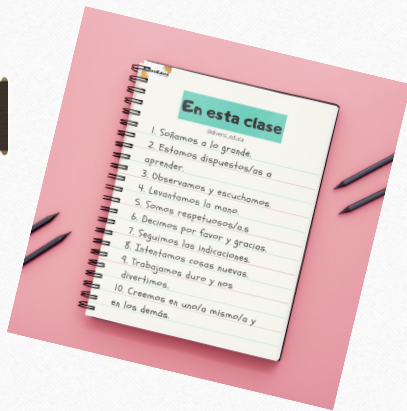 En esta clase
@divers_edula
1. Soñamos a lo grande.
2. Estamos dispuestos/as a
aprender.
3. Observamos y escuchamos.
4. Levantamos la mano.
5. Somos respetuosos/a.s
6. Decimos por favor y gracias.
7. Seguimos las indicaciones.
8. Intentamos cosas nuevas.
9. Trabajamos duro y nos
divertimos.
10. Creemos en uno/a mismo/a y
en los demás.